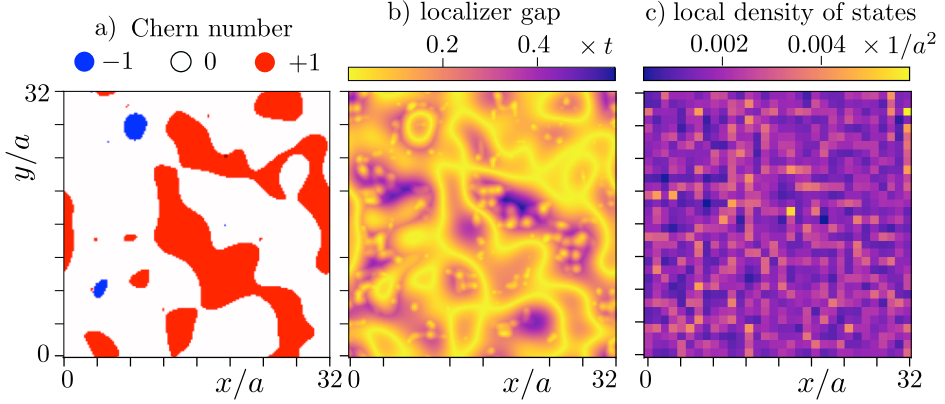 a) Chern number
−1 0 +1
32
y/a
0
0 x/a 32
b) localizer gap
0.2 0.4 × t
0 x/a 32
c) local density of states
0.002 0.004 × 1/a²
0 x/a 32